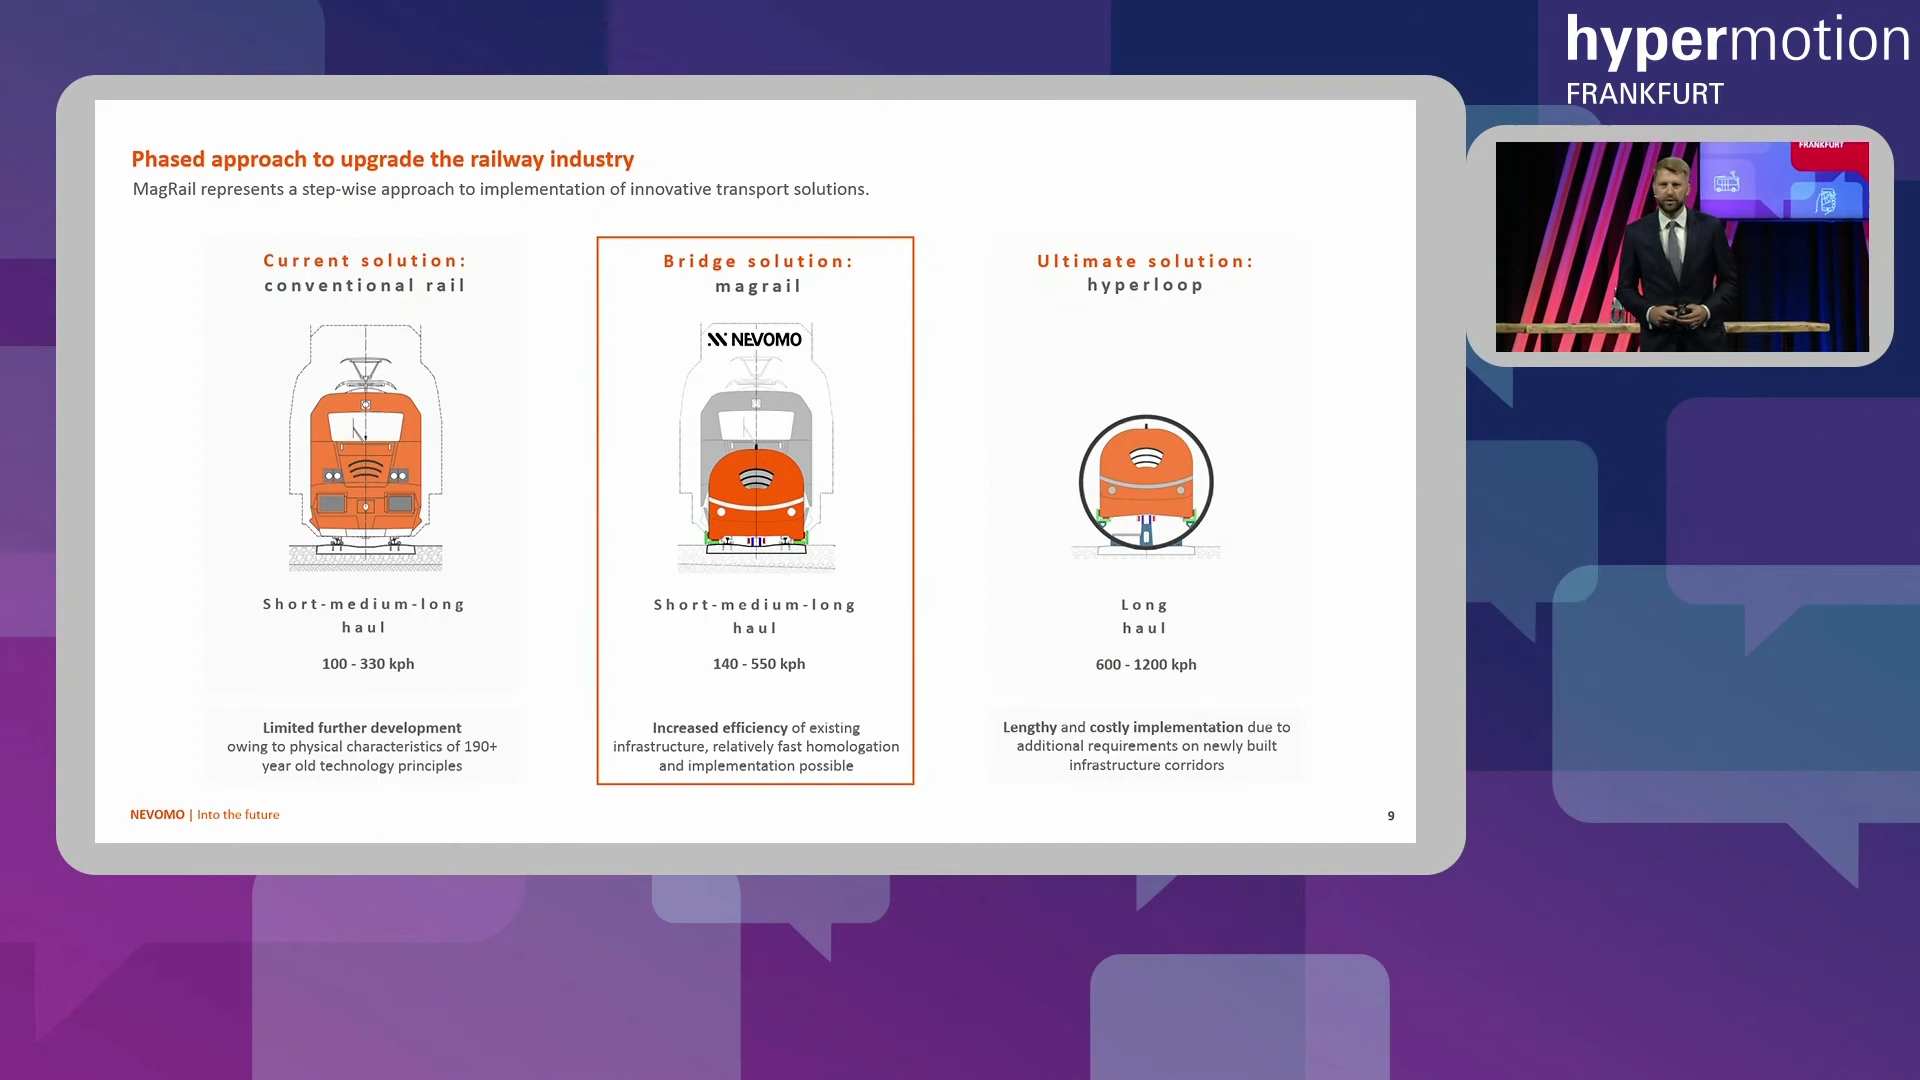 hypermotion
FRANKFURT
FRANKFURT
Phased approach to upgrade the railway industry
MagRail represents a step-wise approach to implementation of innovative transport solutions.
Current solution:
conventional rail
Short-medium-long
haul
100 - 330 kph
Limited further development
owing to physical characteristics of 190+
year old technology principles
Bridge solution:
magrail
NEVOMO
Short-medium-long
haul
140 - 550 kph
Increased efficiency of existing
infrastructure, relatively fast homologation
and implementation possible
Ultimate solution:
hyperloop
Long
haul
600 - 1200 kph
Lengthy and costly implementation due to
additional requirements on newly built
infrastructure corridors
NEVOMO | Into the future
9